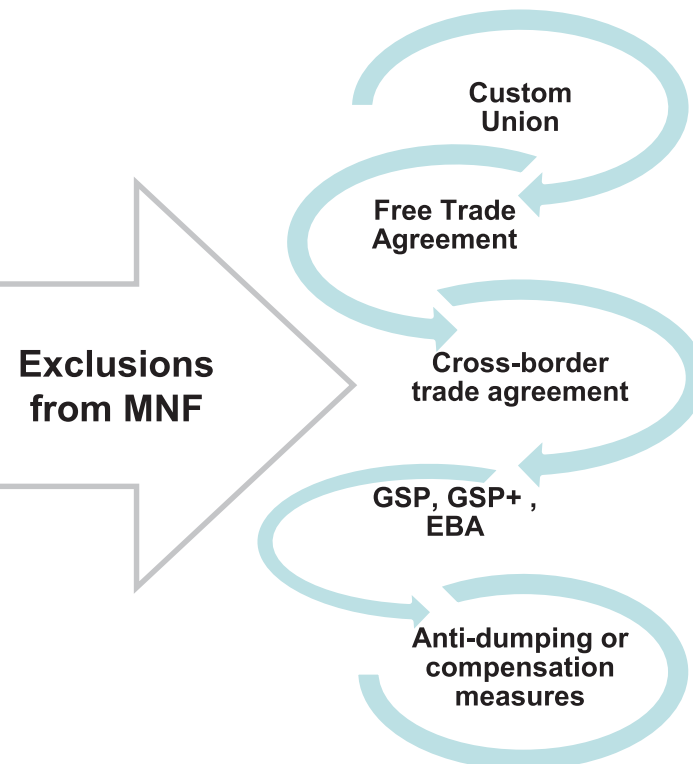 Custom
Union
Free Trade
Agreement
Exclusions
from MNF
Cross-border
trade agreement
GSP, GSP+ ,
EBA
Anti-dumping or
compensation
measures